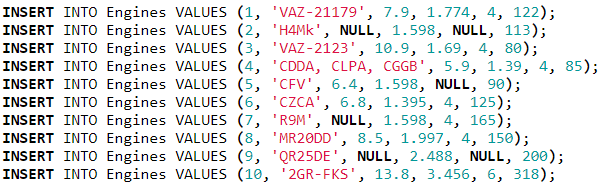 INSERT INTO Engines VALUES (1, 'VAZ-21179', 7.9, 1.774, 4, 122);
INSERT INTO Engines VALUES (2, 'H4Mk', NULL, 1.598, NULL, 113);
INSERT INTO Engines VALUES (3, 'VAZ-2123', 10.9, 1.69, 4, 80);
INSERT INTO Engines VALUES (4, 'CDDA, CLPA, CGGB', 5.9, 1.39, 4, 85);
INSERT INTO Engines VALUES (5, 'CFV', 6.4, 1.598, NULL, 90);
INSERT INTO Engines VALUES (6, 'CZCA', 6.8, 1.395, 4, 125);
INSERT INTO Engines VALUES (7, 'R9M', NULL, 1.598, 4, 165);
INSERT INTO Engines VALUES (8, 'MR20DD', 8.5, 1.997, 4, 150);
INSERT INTO Engines VALUES (9, 'QR25DE', NULL, 2.488, NULL, 200);
INSERT INTO Engines VALUES (10, '2GR-FKS', 13.8, 3.456, 6, 318);